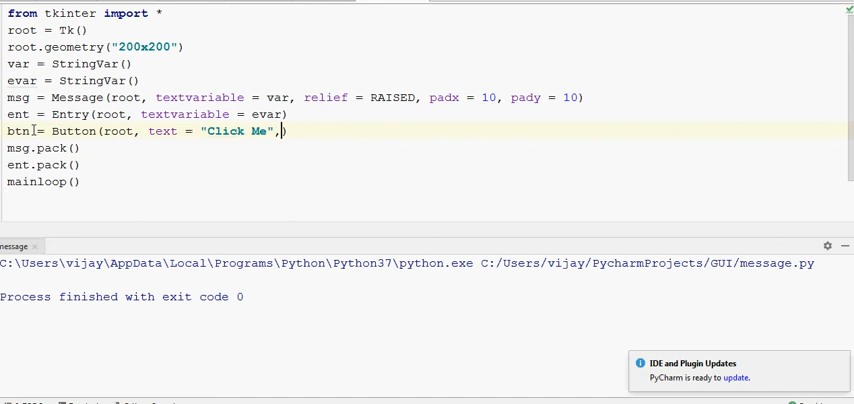 from tkinter import *
root = Tk()
root.geometry("200x200")
var = StringVar()
evar = StringVar()
msg = Message(root, textvariable = var, relief = RAISED, padx = 10, pady = 10)
ent = Entry(root, textvariable = evar)
btn = Button(root, text = "Click Me",)
msg.pack()
ent.pack()
mainloop()
message ×
C:\Users\vijay\AppData\Local\Programs\Python\Python37\python.exe C:/Users/vijay/PycharmProjects/GUI/message.py
Process finished with exit code 0
IDE and Plugin Updates
PyCharm is ready to update.